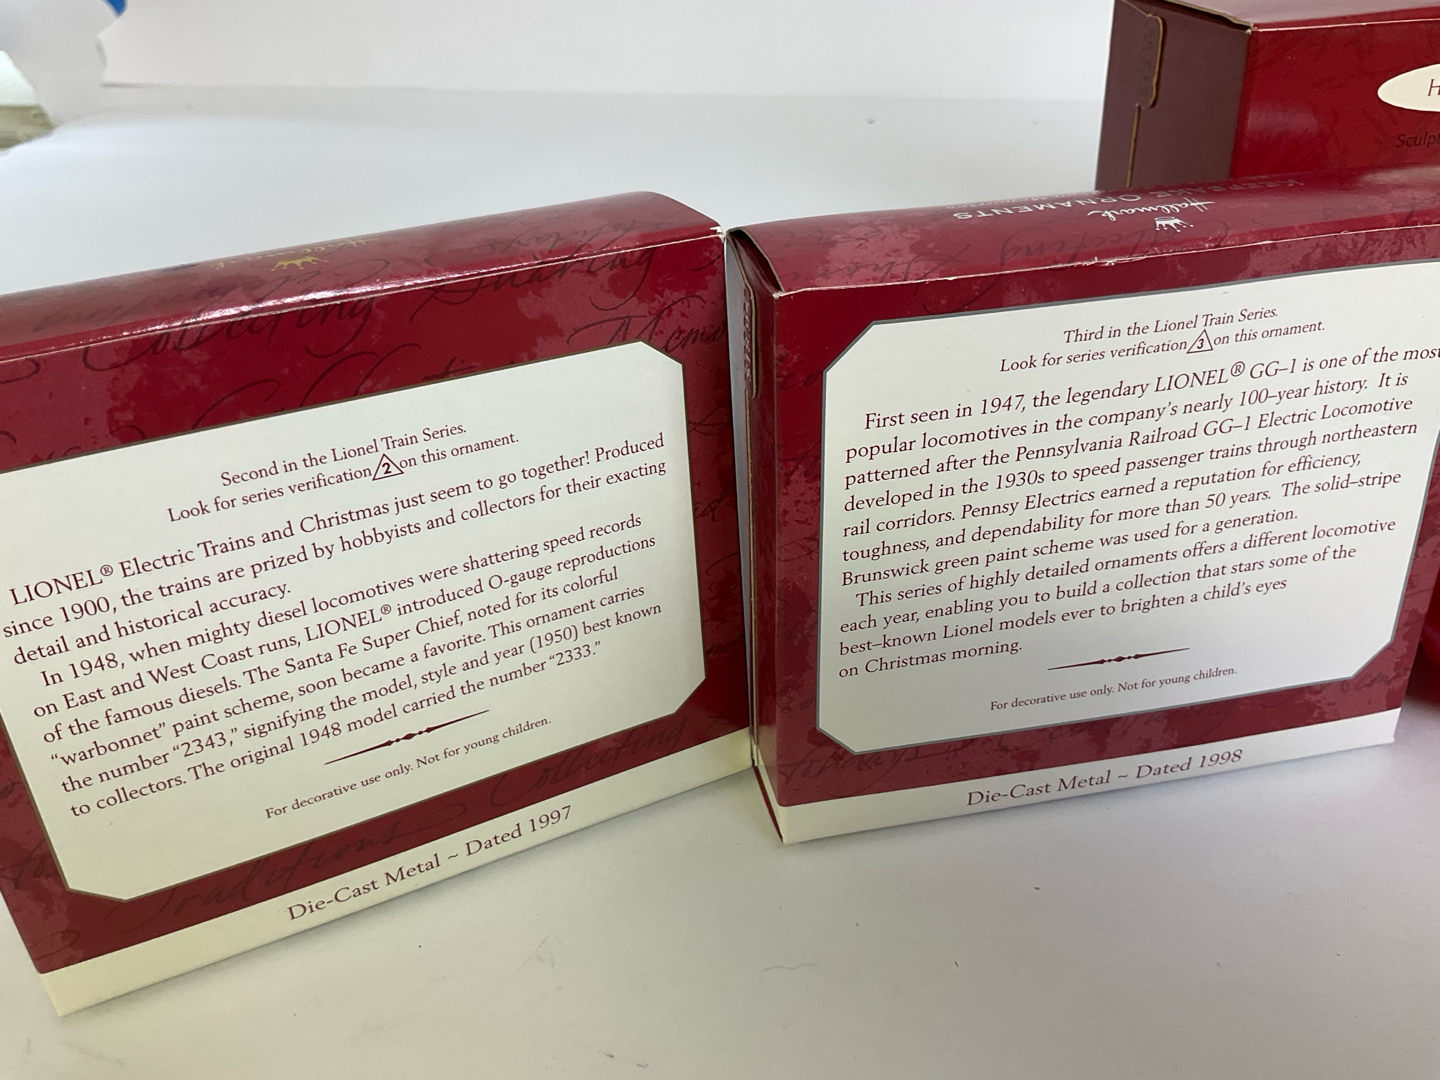 Hallmark
Second in the Lionel Train Series.
Look for series verification 2 on this ornament.
LIONEL® Electric Trains and Christmas just seem to go together! Produced
since 1900, the trains are prized by hobbyists and collectors for their exacting
detail and historical accuracy.
In 1948, when mighty diesel locomotives were shattering speed records
on East and West Coast runs, LIONEL® introduced O-gauge reproductions
of the famous diesels. The Santa Fe Super Chief, noted for its colorful
“warbonnet” paint scheme, soon became a favorite. This ornament carries
the number “2343,” signifying the model, style and year (1950) best known
to collectors. The original 1948 model carried the number “2333.”
For decorative use only. Not for young children.
Die-Cast Metal ~ Dated 1997
Hallmark
KEEPSAKE ORNAMENTS
Third in the Lionel Train Series.
Look for series verification 3 on this ornament.
First seen in 1947, the legendary LIONEL® GG–1 is one of the most
popular locomotives in the company’s nearly 100–year history. It is
patterned after the Pennsylvania Railroad GG–1 Electric Locomotive
developed in the 1930s to speed passenger trains through northeastern
rail corridors. Pennsy Electrics earned a reputation for efficiency,
toughness, and dependability for more than 50 years. The solid–stripe
Brunswick green paint scheme was used for a generation.
This series of highly detailed ornaments offers a different locomotive
each year, enabling you to build a collection that stars some of the
best–known Lionel models ever to brighten a child’s eyes
on Christmas morning.
For decorative use only. Not for young children.
Die-Cast Metal ~ Dated 1998
H
Sculpt